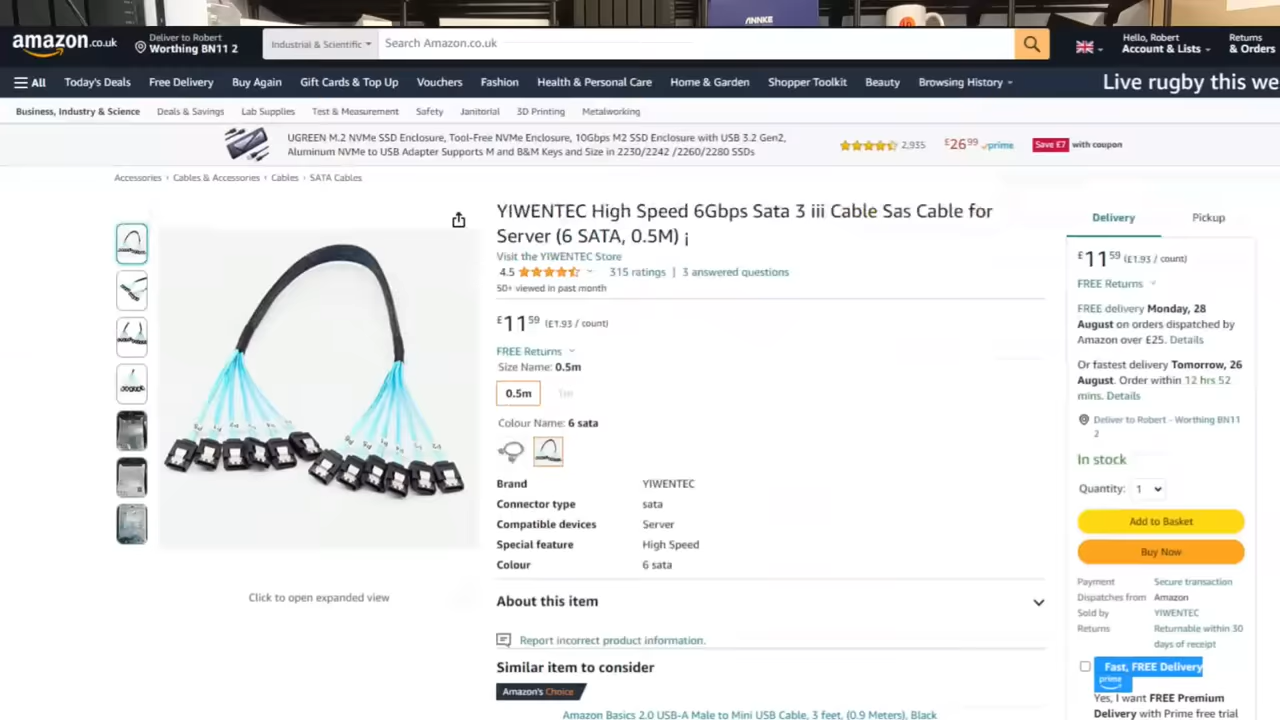 ANNKE
amazon.co.uk
Deliver to Robert
Worthing BN11 2
Industrial & Scientific
Search Amazon.co.uk
Hello, Robert
Account & Lists
Returns
& Orders
All
Today's Deals
Free Delivery
Buy Again
Gift Cards & Top Up
Vouchers
Fashion
Health & Personal Care
Home & Garden
Shopper Toolkit
Beauty
Browsing History
Live rugby this we
Business, Industry & Science
Deals & Savings
Lab Supplies
Test & Measurement
Safety
Janitorial
3D Printing
Metalworking
UGREEN M.2 NVMe SSD Enclosure, Tool-Free NVMe Enclosure, 10Gbps M2 SSD Enclosure with USB 3.2 Gen2,
Aluminum NVMe to USB Adapter Supports M and B&M Keys and Size in 2230/2242 /2260/2280 SSDs
2,935
£26⁹⁹ prime
Save £7 with coupon
Accessories › Cables & Accessories › Cables › SATA Cables
YIWENTEC High Speed 6Gbps Sata 3 iii Cable Sas Cable for
Server (6 SATA, 0.5M) ¡
Visit the YIWENTEC Store
4.5
315 ratings | 3 answered questions
50+ viewed in past month
£11⁵⁹ (£1.93 / count)
FREE Returns
Size Name: 0.5m
0.5m
1m
Colour Name: 6 sata
Brand YIWENTEC
Connector type sata
Compatible devices Server
Special feature High Speed
Colour 6 sata
About this item
Report incorrect product information.
Similar item to consider
Amazon's Choice
Amazon Basics 2.0 USB-A Male to Mini USB Cable, 3 feet, (0.9 Meters), Black
Click to open expanded view
Delivery
Pickup
£11⁵⁹ (£1.93 / count)
FREE Returns
FREE delivery Monday, 28
August on orders dispatched by
Amazon over £25. Details
Or fastest delivery Tomorrow, 26
August. Order within 12 hrs 52
mins. Details
Deliver to Robert - Worthing BN11
2
In stock
Quantity: 1
Add to Basket
Buy Now
Payment Secure transaction
Dispatches from Amazon
Sold by YIWENTEC
Returns Returnable within 30
days of receipt
Fast, FREE Delivery
prime
Yes, I want FREE Premium
Delivery with Prime free trial